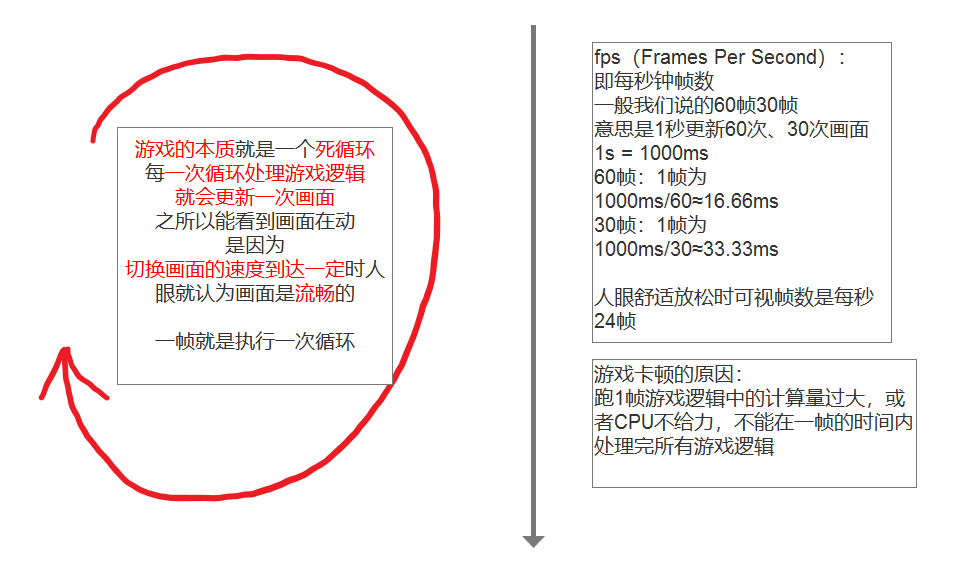 游戏的本质就是一个死循环
每一次循环处理游戏逻辑
就会更新一次画面
之所以能看到画面在动
是因为
切换画面的速度到达一定时人
眼就认为画面是流畅的
一帧就是执行一次循环
fps（Frames Per Second）：
即每秒钟帧数
一般我们说的60帧30帧
意思是1秒更新60次、30次画面
1s = 1000ms
60帧：1帧为
1000ms/60≈16.66ms
30帧：1帧为
1000ms/30≈33.33ms
人眼舒适放松时可视帧数是每秒
24帧
游戏卡顿的原因：
跑1帧游戏逻辑中的计算量过大，或
者CPU不给力，不能在一帧的时间内
处理完所有游戏逻辑